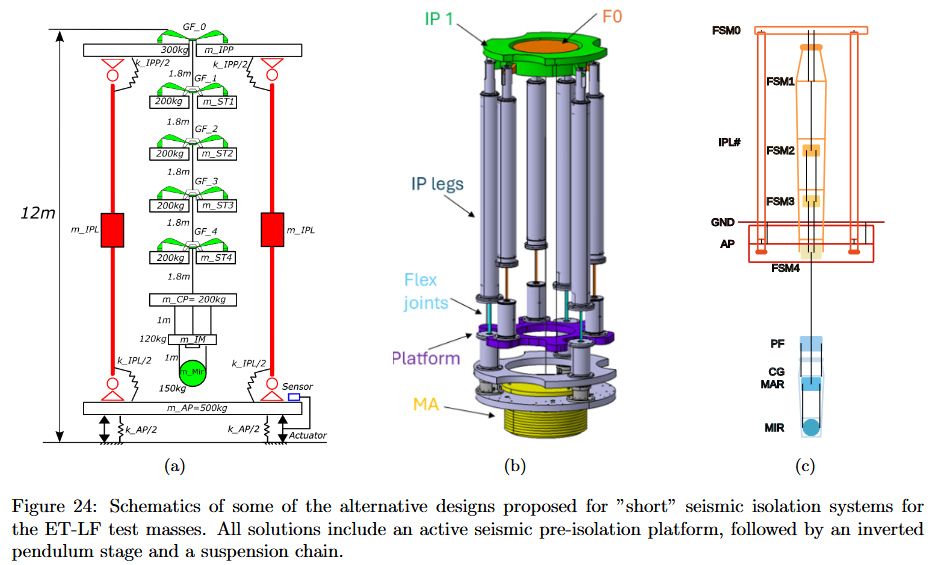 GF_0
300kg
m_IPP
k_IPP/2
k_IPP/2
1.8m
GF_1
200kg
m_ST1
1.8m
GF_2
200kg
m_ST2
1.8m
GF_3
200kg
m_ST3
12m
m_IPL
m_IPL
1.8m
GF_4
200kg
m_ST4
1.8m
m_CP= 200kg
1m
120kg
m_IM
k_IPL/2
1m
k_IPL/2
m_Mir
150kg
Sensor
m_AP=500kg
k_AP/2
k_AP/2
Actuator
(a)
IP 1
F0
IP legs
Flex
joints
Platform
MA
(b)
FSM0
FSM1
IPL#
FSM2
FSM3
GND
AP
FSM4
PF
CG
MAR
MIR
(c)
Figure 24: Schematics of some of the alternative designs proposed for ”short” seismic isolation systems for
the ET-LF test masses. All solutions include an active seismic pre-isolation platform, followed by an inverted
pendulum stage and a suspension chain.